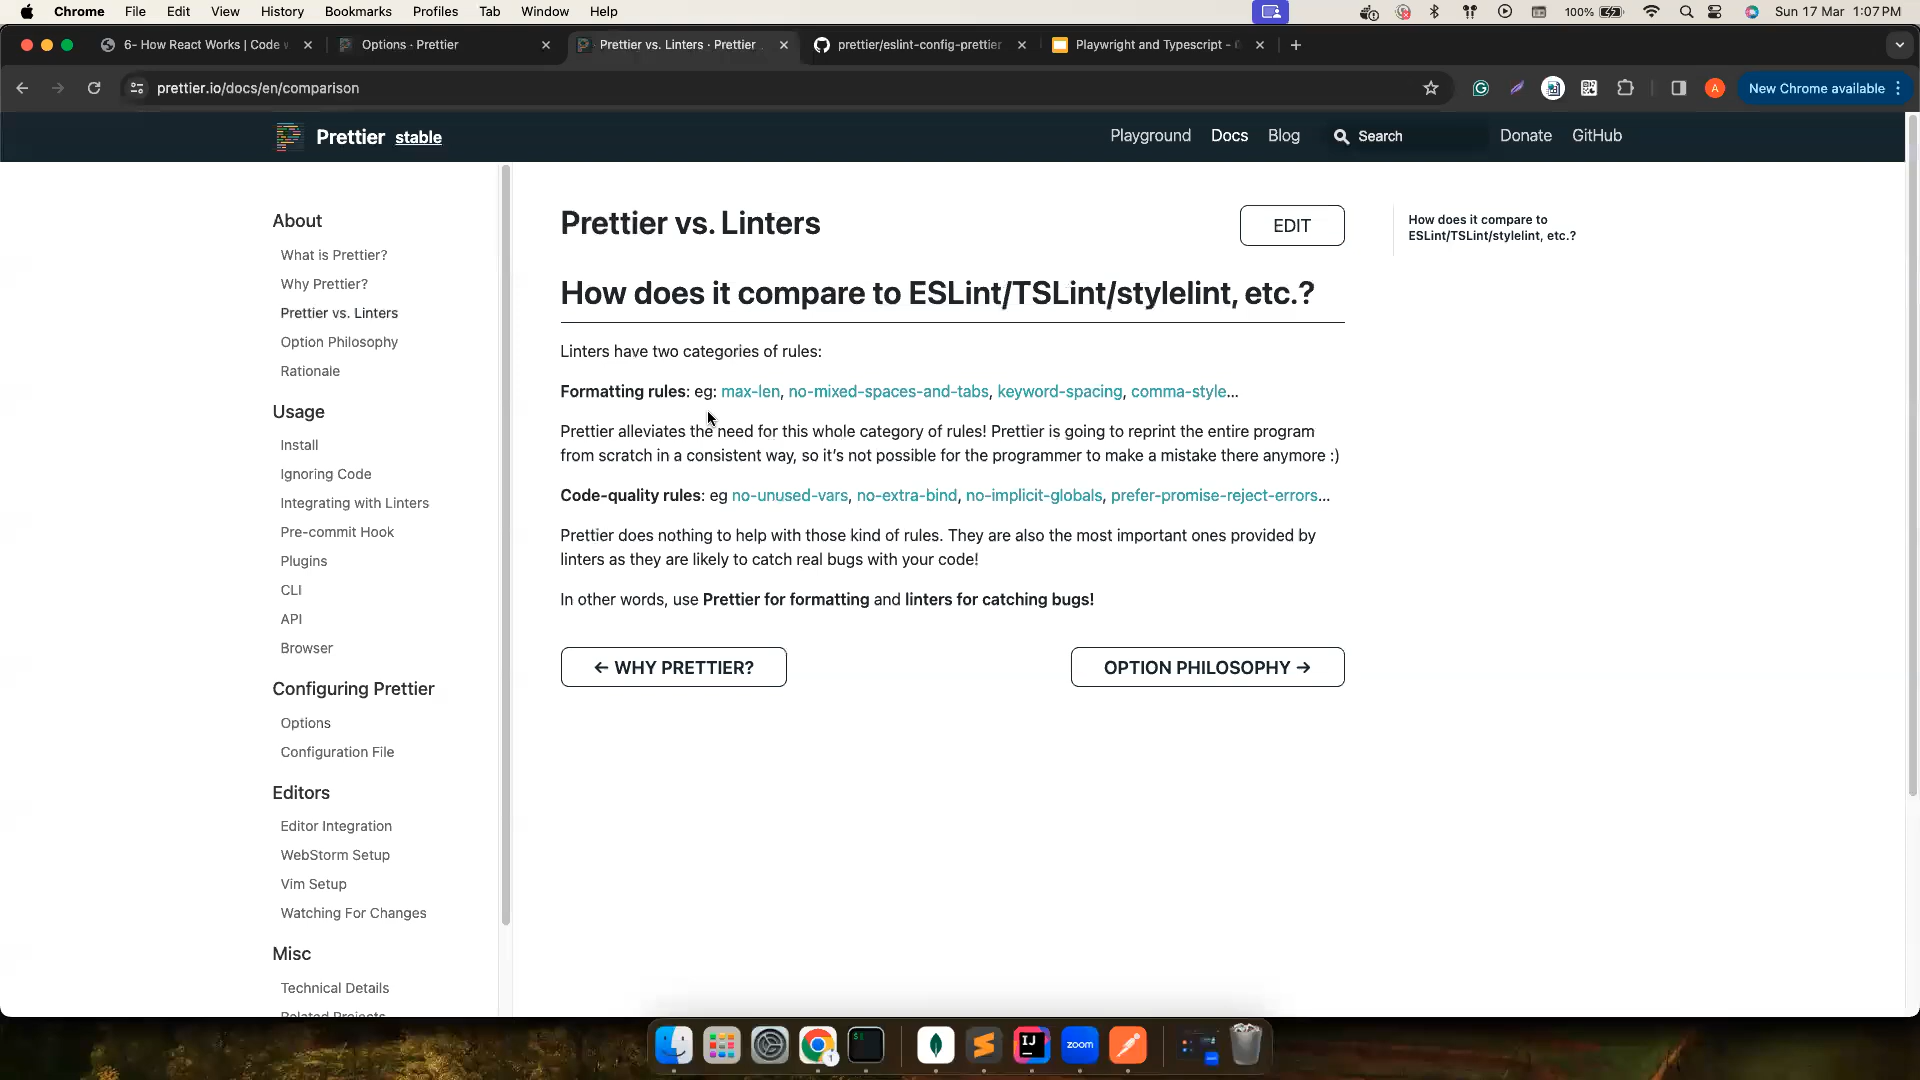 Chrome File Edit View History Bookmarks Profiles Tab Window Help 100% Sun 17 Mar 1:07 PM
6- How React Works | Code
Options · Prettier
Prettier vs. Linters · Prettier
prettier/eslint-config-prettier
Playwright and Typescript -
prettier.io/docs/en/comparison
A
New Chrome available
Prettier stable
Playground Docs Blog Search Donate GitHub
About
What is Prettier?
Why Prettier?
Prettier vs. Linters
Option Philosophy
Rationale
Usage
Install
Ignoring Code
Integrating with Linters
Pre-commit Hook
Plugins
CLI
API
Browser
Configuring Prettier
Options
Configuration File
Editors
Editor Integration
WebStorm Setup
Vim Setup
Watching For Changes
Misc
Technical Details
Related Projects
Prettier vs. Linters
EDIT
How does it compare to ESLint/TSLint/stylelint, etc.?
Linters have two categories of rules:
Formatting rules: eg: max-len, no-mixed-spaces-and-tabs, keyword-spacing, comma-style...
Prettier alleviates the need for this whole category of rules! Prettier is going to reprint the entire program
from scratch in a consistent way, so it's not possible for the programmer to make a mistake there anymore :)
Code-quality rules: eg no-unused-vars, no-extra-bind, no-implicit-globals, prefer-promise-reject-errors...
Prettier does nothing to help with those kind of rules. They are also the most important ones provided by
linters as they are likely to catch real bugs with your code!
In other words, use Prettier for formatting and linters for catching bugs!
← WHY PRETTIER?
OPTION PHILOSOPHY →
How does it compare to
ESLint/TSLint/stylelint, etc.?
1
IJ
zoom